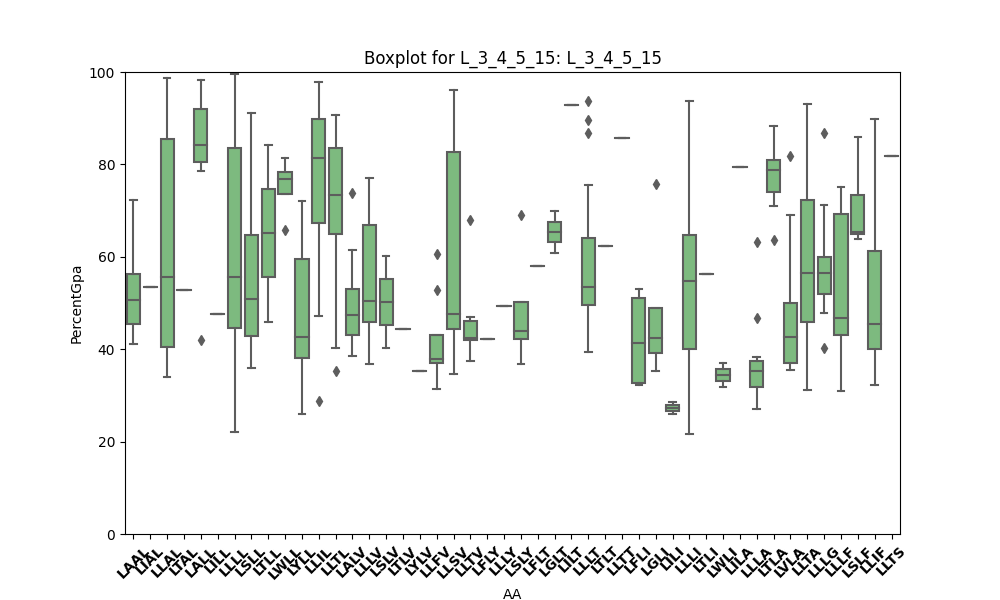 Boxplot for L_3_4_5_15: L_3_4_5_15
PercentGpa
100
80
60
40
20
0
LAAL LIAL LLAL LTAL LALL LILL LLLL LSLL LTLL LWLL LYLL LLIL LLTL LALV LLLV LSLV LTLV LYLV LLFV LLSV LLTV LFLY LLLY LSLY LFLT LGLT LILT LLLT LTLT LLTT LFLI LGLI LILI LLLI LTLI LWLI LILA LLLA LTLA LVLA LLTA LLLG LLLF LSLF LLIF LLTS
AA